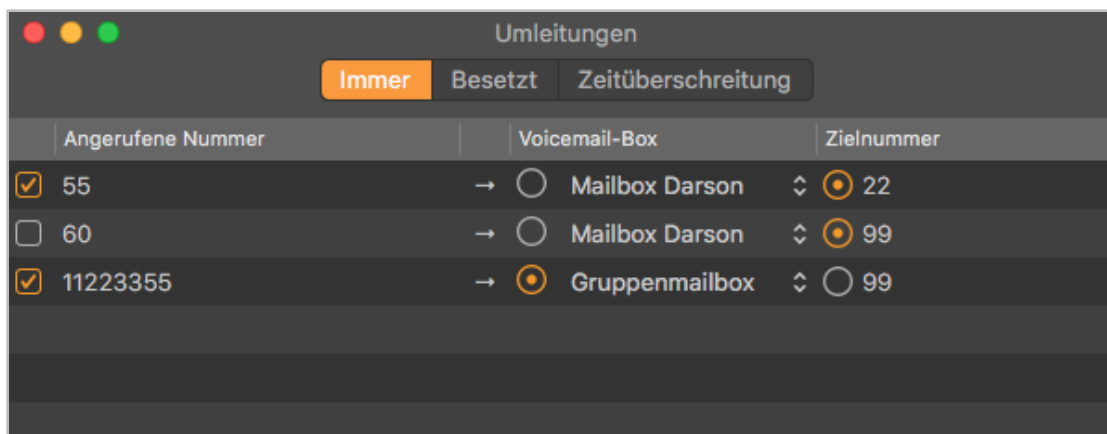 Umleitungen
Immer Besetzt Zeitüberschreitung
Angerufene Nummer Voicemail-Box Zielnummer
55 → Mailbox Darson 22
60 → Mailbox Darson 99
11223355 → Gruppenmailbox 99